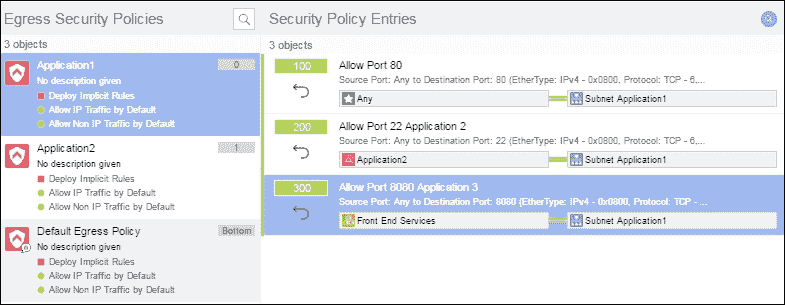 Egress Security Policies
3 objects
Application1
0
No description given
Deploy Implicit Rules
Allow IP Traffic by Default
Allow Non IP Traffic by Default
Application2
1
No description given
Deploy Implicit Rules
Allow IP Traffic by Default
Allow Non IP Traffic by Default
Default Egress Policy
Bottom
No description given
Deploy Implicit Rules
Allow IP Traffic by Default
Allow Non IP Traffic by Default
Security Policy Entries
3 objects
100
Allow Port 80
Source Port: Any to Destination Port: 80 (EtherType: IPv4 - 0x0800, Protocol: TCP - 6,...
Any
Subnet Application1
200
Allow Port 22 Application 2
Source Port: Any to Destination Port: 22 (EtherType: IPv4 - 0x0800, Protocol: TCP - 6,...
Application2
Subnet Application1
300
Allow Port 8080 Application 3
Source Port: Any to Destination Port: 8080 (EtherType: IPv4 - 0x0800, Protocol: TCP - ...
Front End Services
Subnet Application1